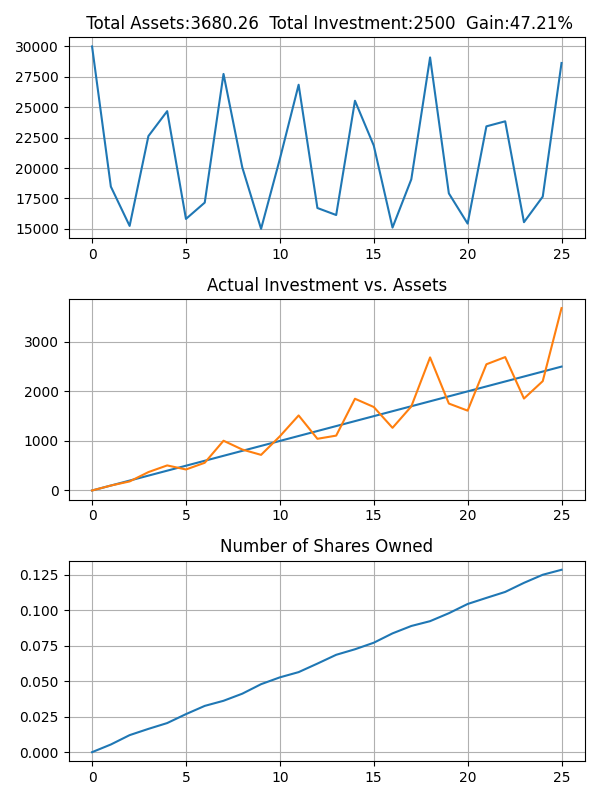 Total Assets:3680.26  Total Investment:2500  Gain:47.21%
30000
27500
25000
22500
20000
17500
15000
0 5 10 15 20 25
Actual Investment vs. Assets
3000
2000
1000
0
0 5 10 15 20 25
Number of Shares Owned
0.125
0.100
0.075
0.050
0.025
0.000
0 5 10 15 20 25